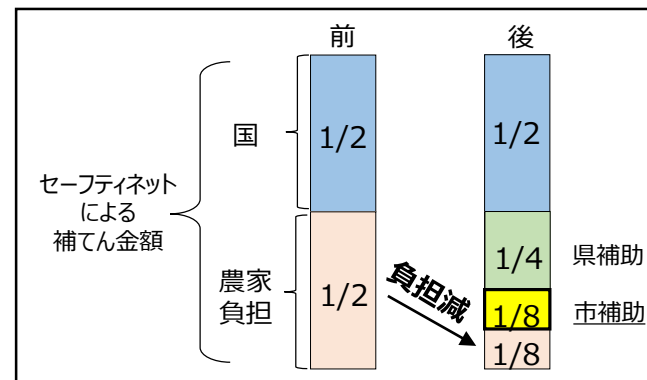 前
後
セーフティネット
による
補てん金額
国
1/2
1/2
農家
負担
1/2
負担減
1/4
県補助
1/8
市補助
1/8